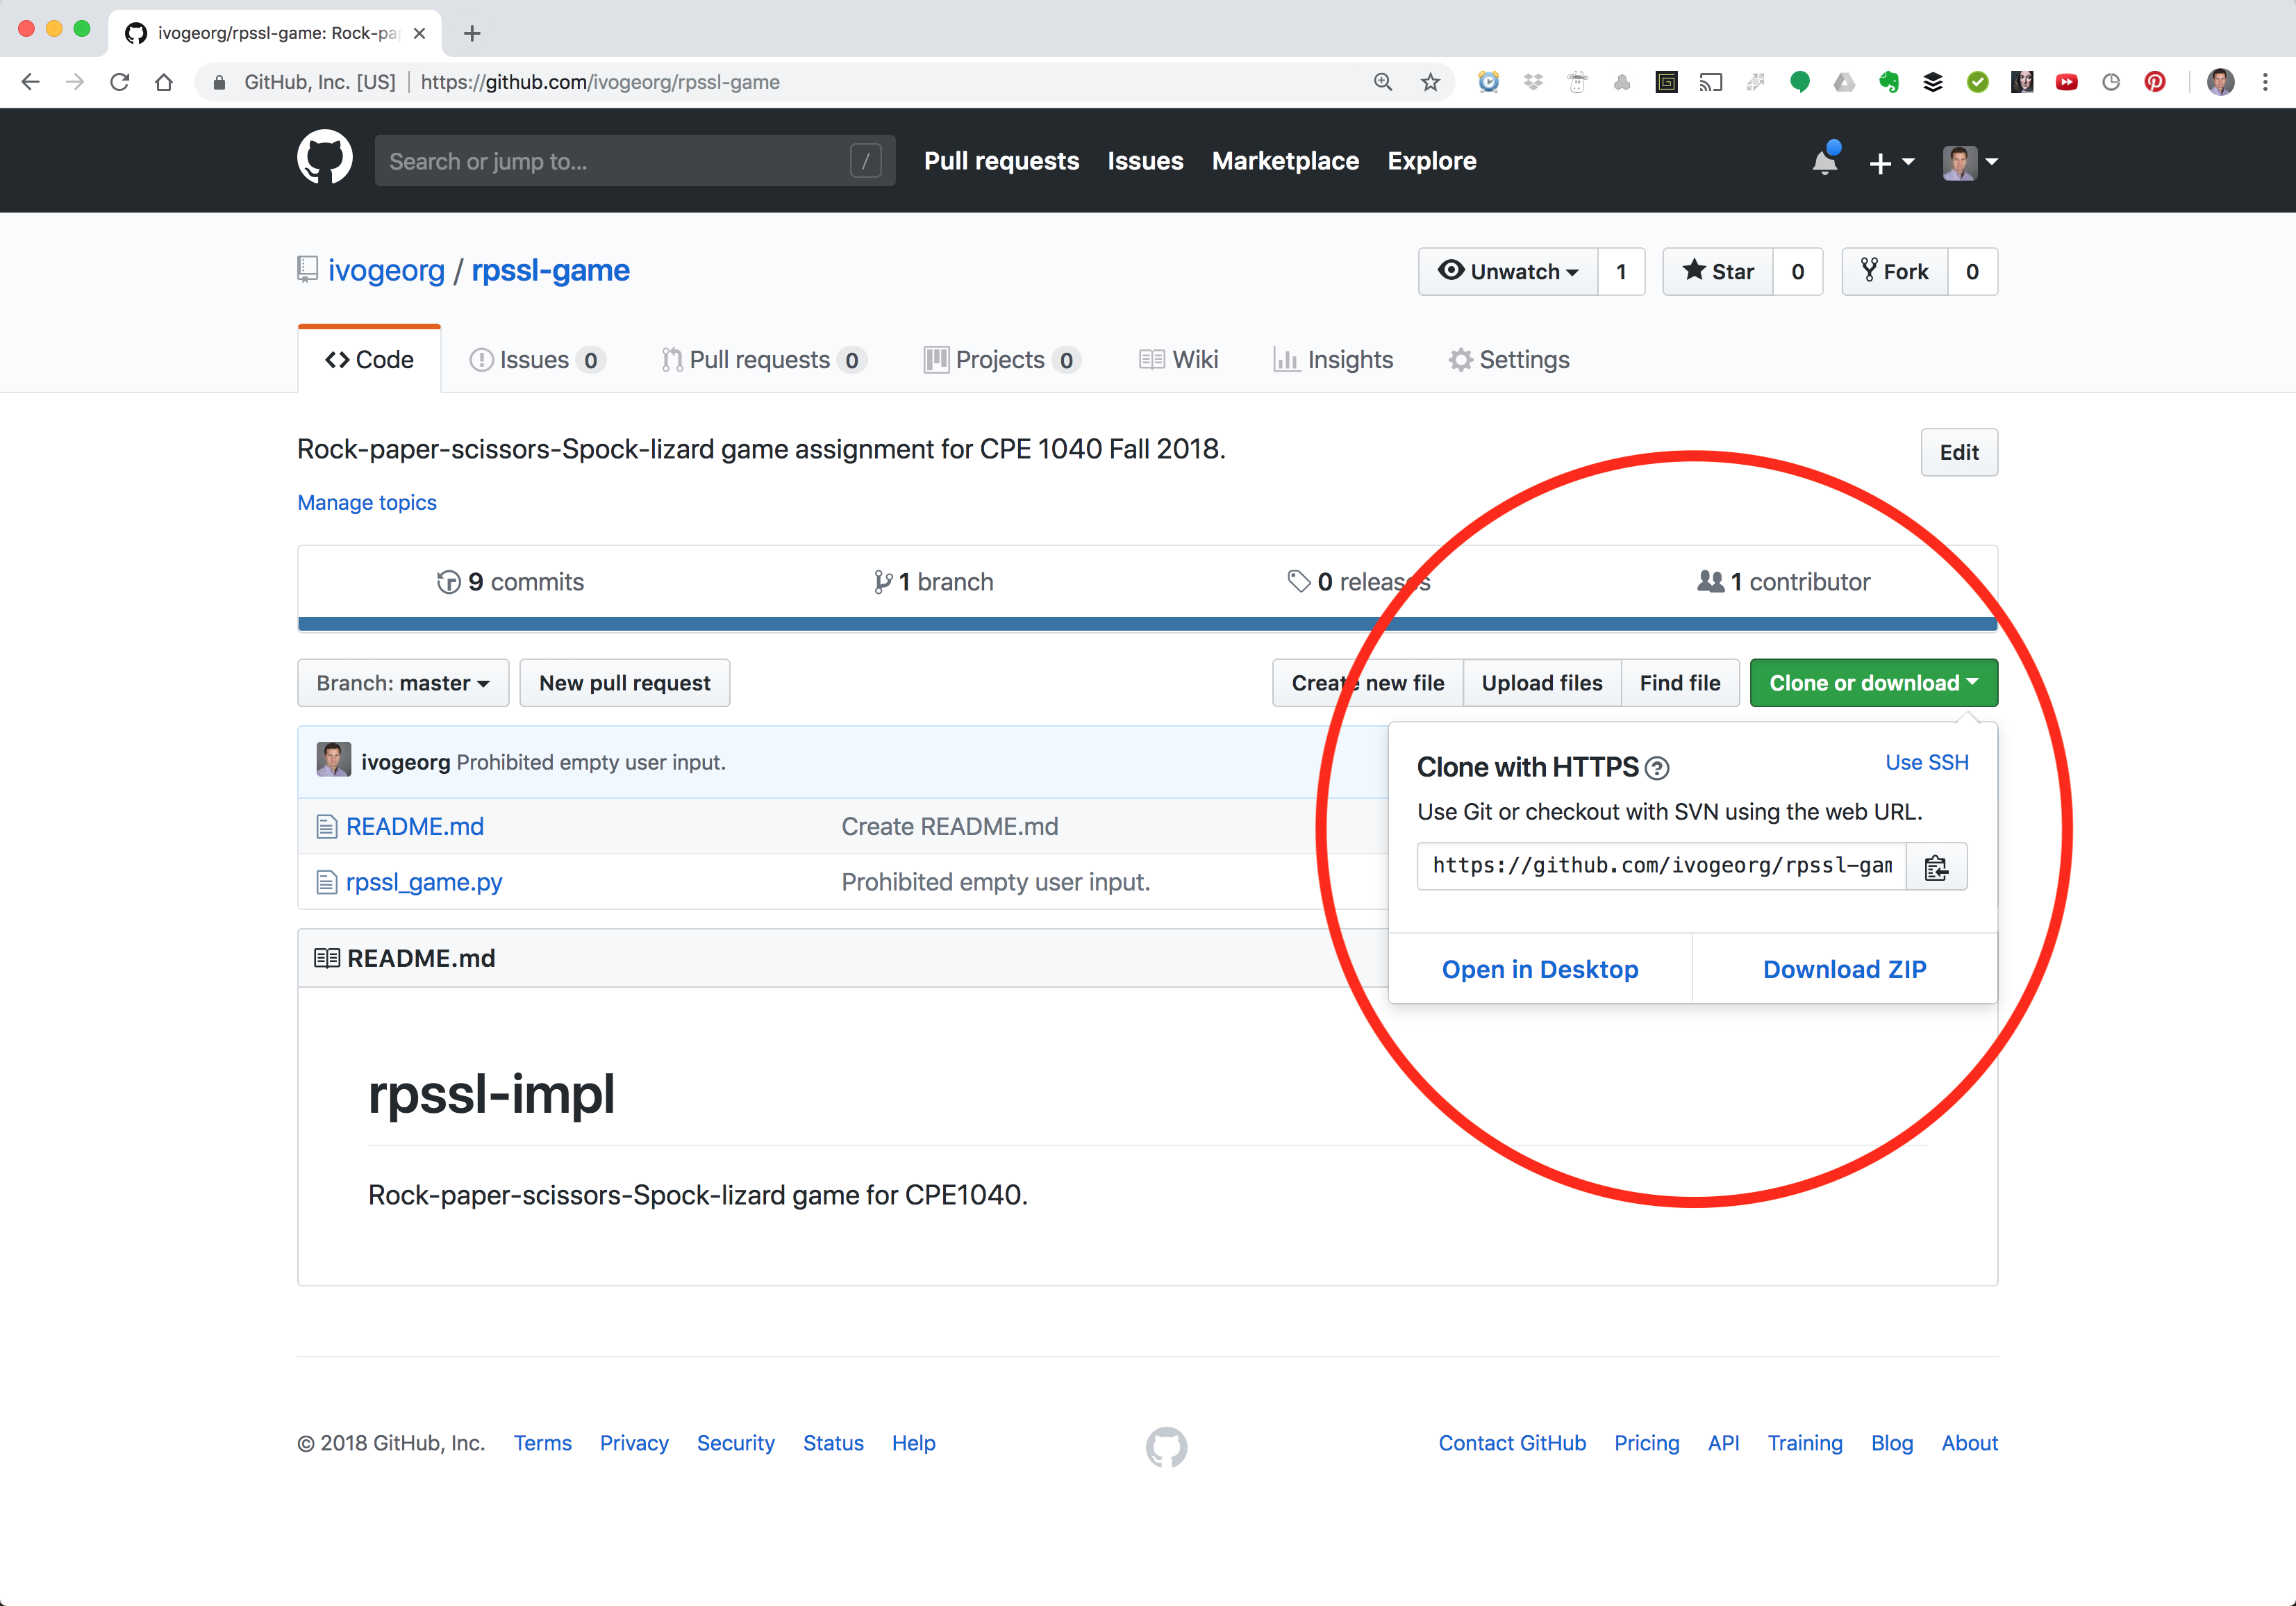 ivogeorg/rpssl-game: Rock-pa
GitHub, Inc. [US] | https://github.com/ivogeorg/rpssl-game
Search or jump to... / Pull requests Issues Marketplace Explore
ivogeorg / rpssl-game Unwatch 1 Star 0 Fork 0
Code Issues 0 Pull requests 0 Projects 0 Wiki Insights Settings
Rock-paper-scissors-Spock-lizard game assignment for CPE 1040 Fall 2018. Edit
Manage topics
9 commits 1 branch 0 releases 1 contributor
Branch: master New pull request Create new file Upload files Find file Clone or download
ivogeorg Prohibited empty user input.
README.md Create README.md
rpssl_game.py Prohibited empty user input.
Clone with HTTPS Use SSH
Use Git or checkout with SVN using the web URL.
https://github.com/ivogeorg/rpssl-gam
Open in Desktop Download ZIP
README.md
rpssl-impl
Rock-paper-scissors-Spock-lizard game for CPE1040.
© 2018 GitHub, Inc. Terms Privacy Security Status Help Contact GitHub Pricing API Training Blog About